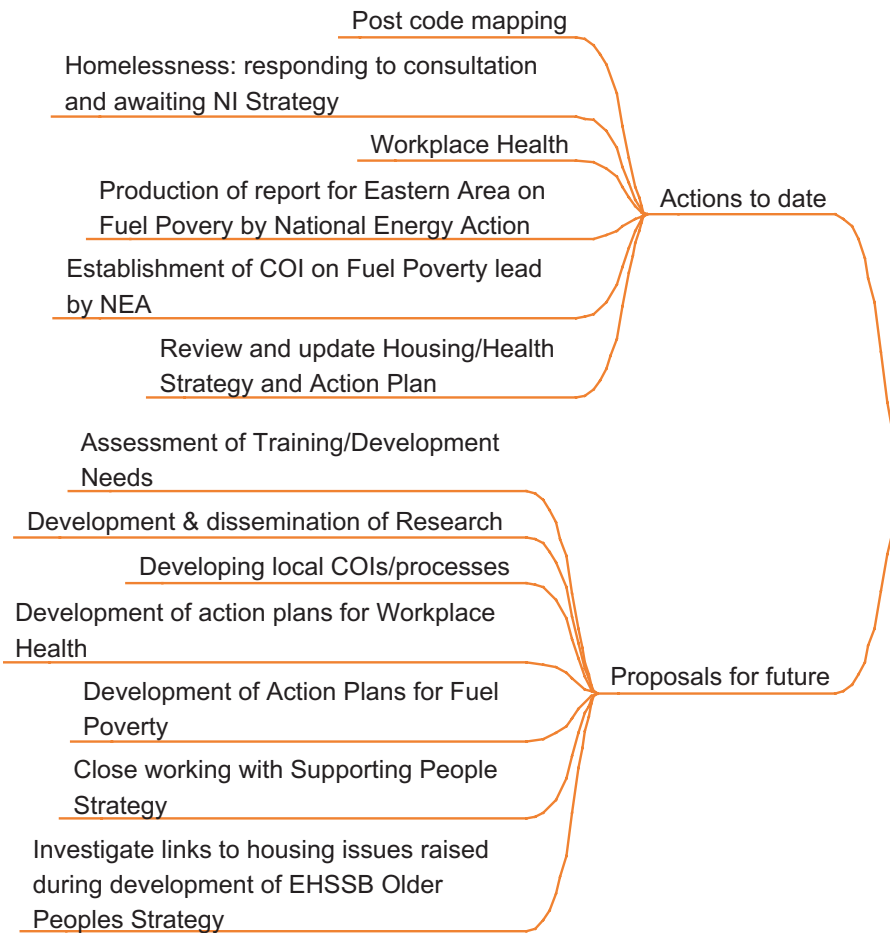 Post code mapping
Homelessness: responding to consultation
and awaiting NI Strategy
Workplace Health
Production of report for Eastern Area on
Fuel Povery by National Energy Action
Establishment of COI on Fuel Poverty lead
by NEA
Review and update Housing/Health
Strategy and Action Plan
Actions to date
Assessment of Training/Development
Needs
Development & dissemination of Research
Developing local COIs/processes
Development of action plans for Workplace
Health
Development of Action Plans for Fuel
Poverty
Close working with Supporting People
Strategy
Investigate links to housing issues raised
during development of EHSSB Older
Peoples Strategy
Proposals for future